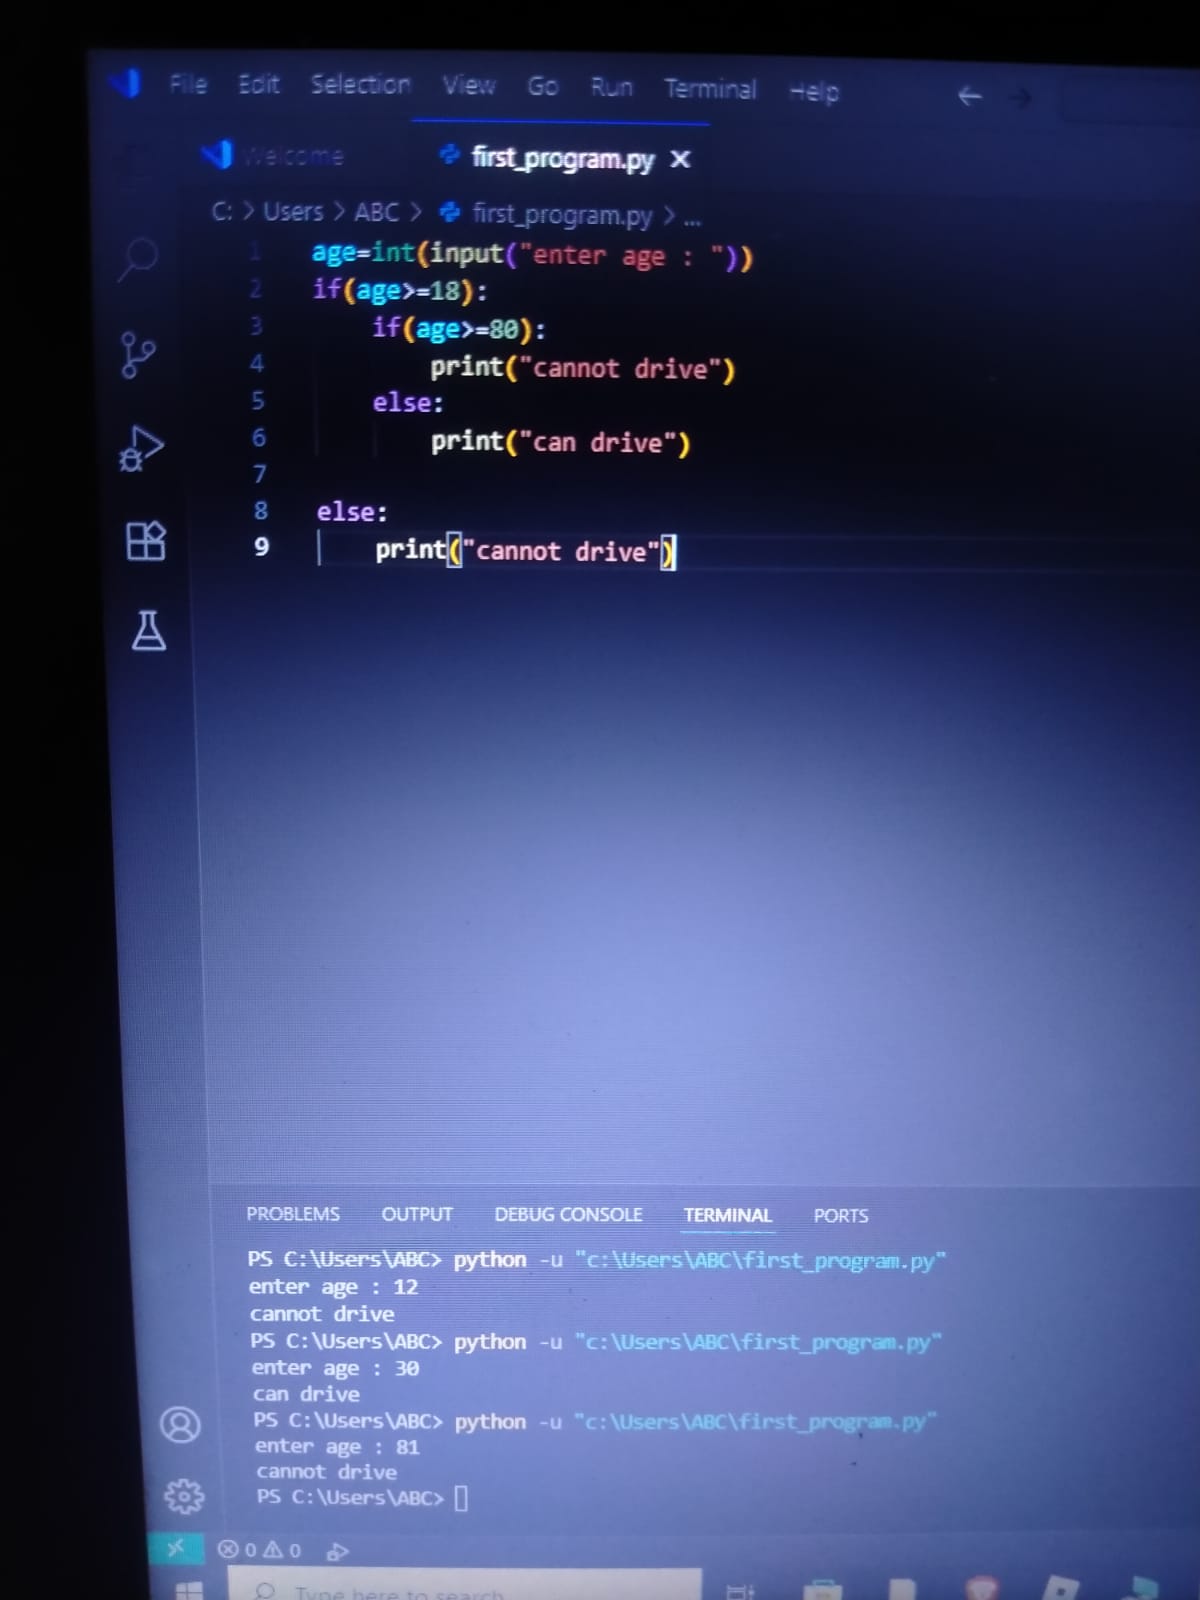 File Edit Selection View Go Run Terminal Help
Welcome first_program.py
C: > Users > ABC > first_program.py > ...
1 age=int(input("enter age : "))
2 if(age>=18):
3     if(age>=80):
4         print("cannot drive")
5     else:
6         print("can drive")
7
8 else:
9     print("cannot drive")
PROBLEMS OUTPUT DEBUG CONSOLE TERMINAL PORTS
PS C:\Users\ABC> python -u "c:\Users\ABC\first_program.py"
enter age : 12
cannot drive
PS C:\Users\ABC> python -u "c:\Users\ABC\first_program.py"
enter age : 30
can drive
PS C:\Users\ABC> python -u "c:\Users\ABC\first_program.py"
enter age : 81
cannot drive
PS C:\Users\ABC>
0 0
Type here to search